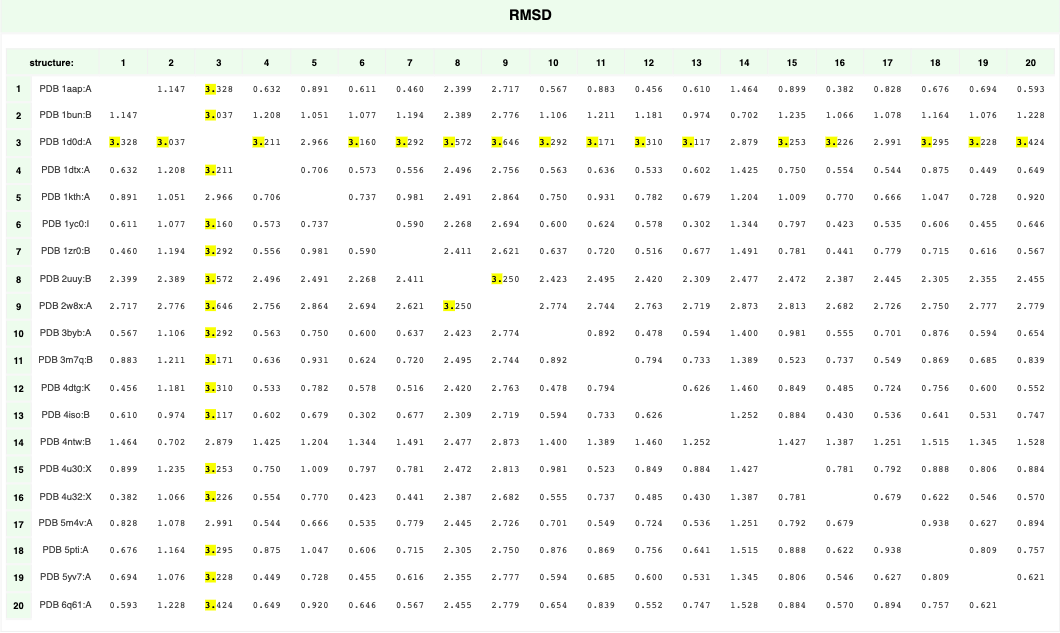 RMSD
structure: 1 2 3 4 5 6 7 8 9 10 11 12 13 14 15 16 17 18 19 20
1 PDB 1aap:A 1.147 3.328 0.632 0.891 0.611 0.460 2.399 2.717 0.567 0.883 0.456 0.610 1.464 0.899 0.382 0.828 0.676 0.694 0.593
2 PDB 1bun:B 1.147 3.037 1.208 1.051 1.077 1.194 2.389 2.776 1.106 1.211 1.181 0.974 0.702 1.235 1.066 1.078 1.164 1.076 1.228
3 PDB 1d0d:A 3.328 3.037 3.211 2.966 3.160 3.292 3.572 3.646 3.292 3.171 3.310 3.117 2.879 3.253 3.226 2.991 3.295 3.228 3.424
4 PDB 1dtx:A 0.632 1.208 3.211 0.706 0.573 0.556 2.496 2.756 0.563 0.636 0.533 0.602 1.425 0.750 0.554 0.544 0.875 0.449 0.649
5 PDB 1kth:A 0.891 1.051 2.966 0.706 0.737 0.981 2.491 2.864 0.750 0.931 0.782 0.679 1.204 1.009 0.770 0.666 1.047 0.728 0.920
6 PDB 1yc0:I 0.611 1.077 3.160 0.573 0.737 0.590 2.268 2.694 0.600 0.624 0.578 0.302 1.344 0.797 0.423 0.535 0.606 0.455 0.646
7 PDB 1zr0:B 0.460 1.194 3.292 0.556 0.981 0.590 2.411 2.621 0.637 0.720 0.516 0.677 1.491 0.781 0.441 0.779 0.715 0.616 0.567
8 PDB 2uuy:B 2.399 2.389 3.572 2.496 2.491 2.268 2.411 3.250 2.423 2.495 2.420 2.309 2.477 2.472 2.387 2.445 2.305 2.355 2.455
9 PDB 2w8x:A 2.717 2.776 3.646 2.756 2.864 2.694 2.621 3.250 2.774 2.744 2.763 2.719 2.873 2.813 2.682 2.726 2.750 2.777 2.779
10 PDB 3byb:A 0.567 1.106 3.292 0.563 0.750 0.600 0.637 2.423 2.774 0.892 0.478 0.594 1.400 0.981 0.555 0.701 0.876 0.594 0.654
11 PDB 3m7q:B 0.883 1.211 3.171 0.636 0.931 0.624 0.720 2.495 2.744 0.892 0.794 0.733 1.389 0.523 0.737 0.549 0.869 0.685 0.839
12 PDB 4dtg:K 0.456 1.181 3.310 0.533 0.782 0.578 0.516 2.420 2.763 0.478 0.794 0.626 1.460 0.849 0.485 0.724 0.756 0.600 0.552
13 PDB 4iso:B 0.610 0.974 3.117 0.602 0.679 0.302 0.677 2.309 2.719 0.594 0.733 0.626 1.252 0.884 0.430 0.536 0.641 0.531 0.747
14 PDB 4ntw:B 1.464 0.702 2.879 1.425 1.204 1.344 1.491 2.477 2.873 1.400 1.389 1.460 1.252 1.427 1.387 1.251 1.515 1.345 1.528
15 PDB 4u30:X 0.899 1.235 3.253 0.750 1.009 0.797 0.781 2.472 2.813 0.981 0.523 0.849 0.884 1.427 0.781 0.792 0.888 0.806 0.884
16 PDB 4u32:X 0.382 1.066 3.226 0.554 0.770 0.423 0.441 2.387 2.682 0.555 0.737 0.485 0.430 1.387 0.781 0.679 0.622 0.546 0.570
17 PDB 5m4v:A 0.828 1.078 2.991 0.544 0.666 0.535 0.779 2.445 2.726 0.701 0.549 0.724 0.536 1.251 0.792 0.679 0.938 0.627 0.894
18 PDB 5pti:A 0.676 1.164 3.295 0.875 1.047 0.606 0.715 2.305 2.750 0.876 0.869 0.756 0.641 1.515 0.888 0.622 0.938 0.809 0.757
19 PDB 5yv7:A 0.694 1.076 3.228 0.449 0.728 0.455 0.616 2.355 2.777 0.594 0.685 0.600 0.531 1.345 0.806 0.546 0.627 0.809 0.621
20 PDB 6q61:A 0.593 1.228 3.424 0.649 0.920 0.646 0.567 2.455 2.779 0.654 0.839 0.552 0.747 1.528 0.884 0.570 0.894 0.757 0.621